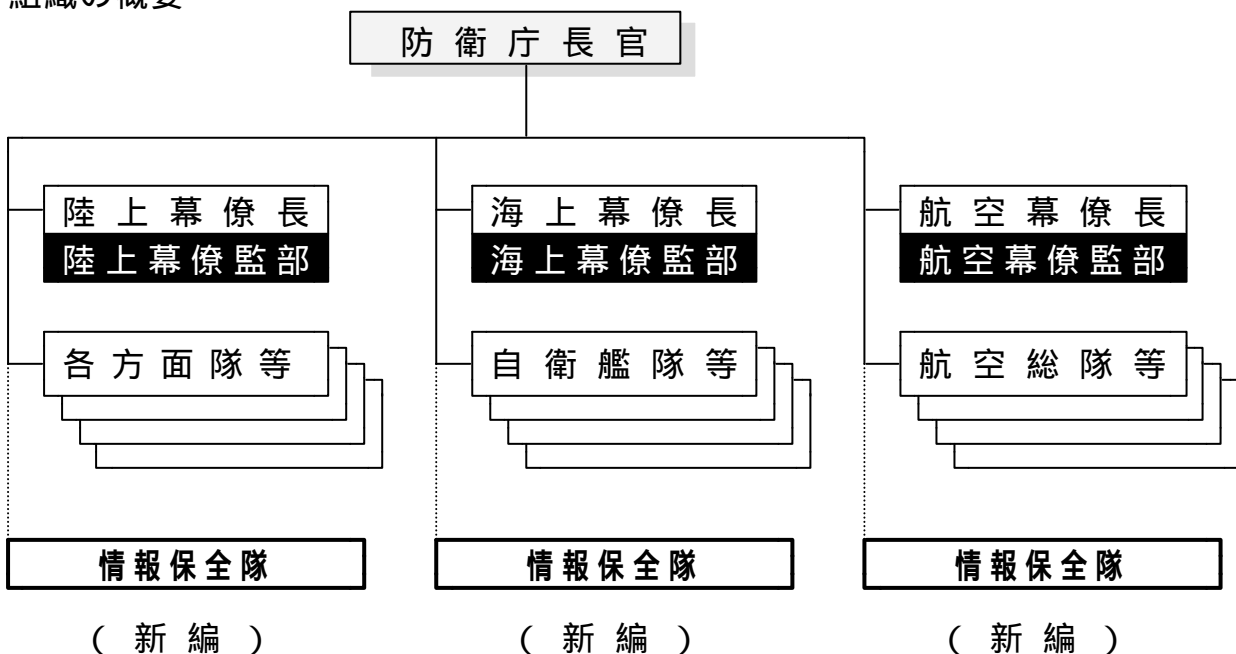 組織の概要
防衛庁長官
陸上幕僚長
陸上幕僚監部
海上幕僚長
海上幕僚監部
航空幕僚長
航空幕僚監部
各方面隊等
自衛艦隊等
航空総隊等
情報保全隊
情報保全隊
情報保全隊
(新編)
(新編)
(新編)